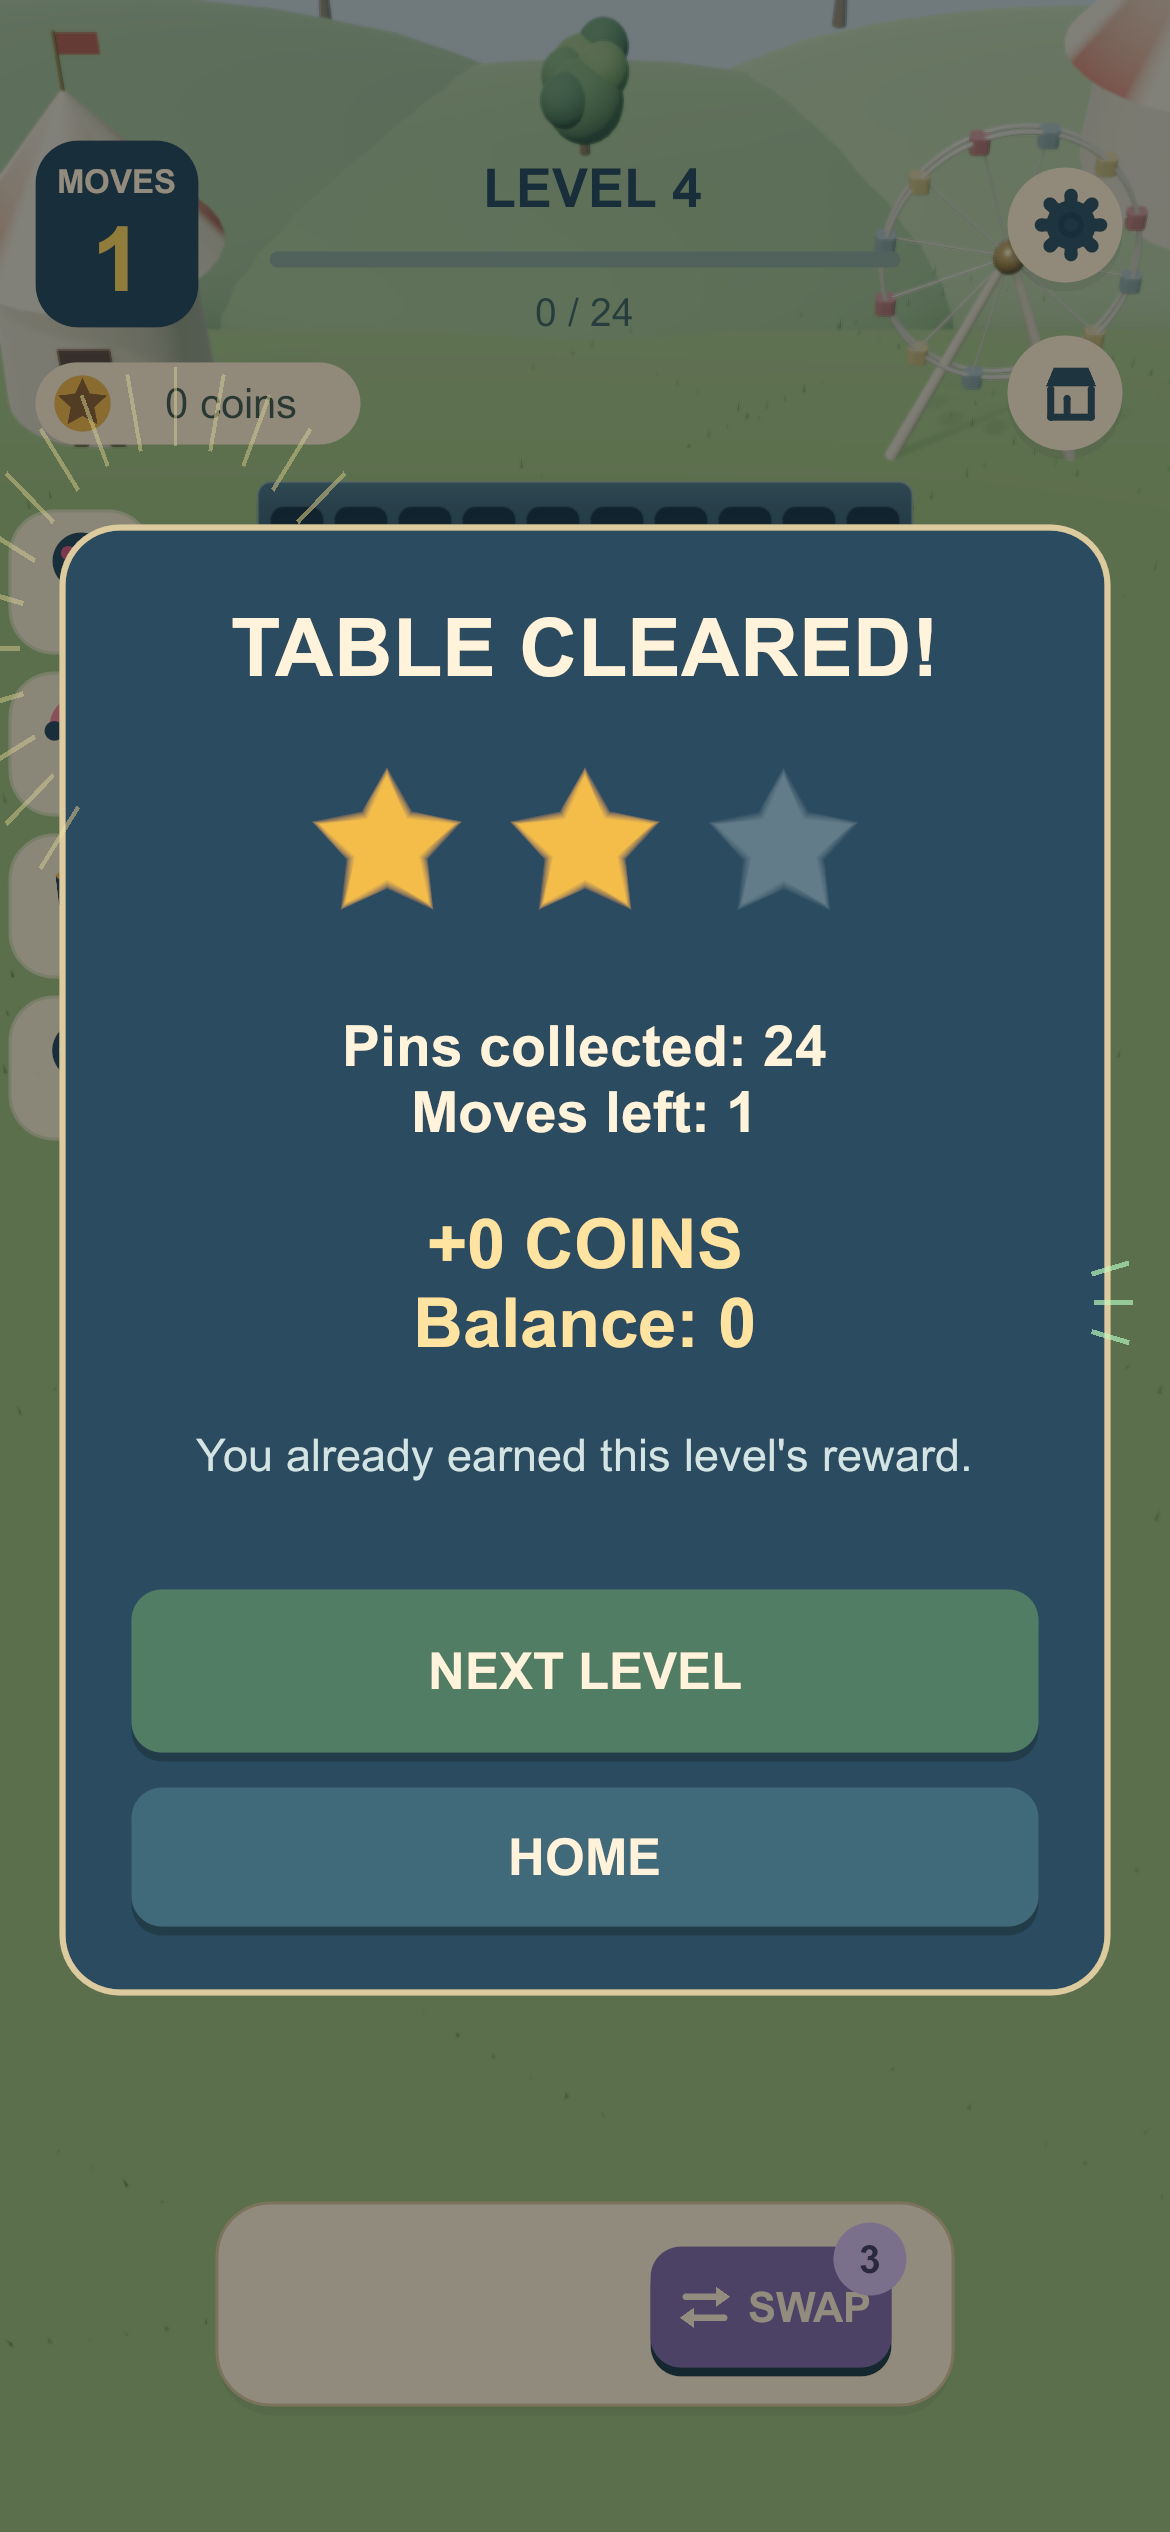 MOVES
1
LEVEL 4
0 / 24
0 coins
TABLE CLEARED!
Pins collected: 24
Moves left: 1
+0 COINS
Balance: 0
You already earned this level's reward.
NEXT LEVEL
HOME
3
SWAP